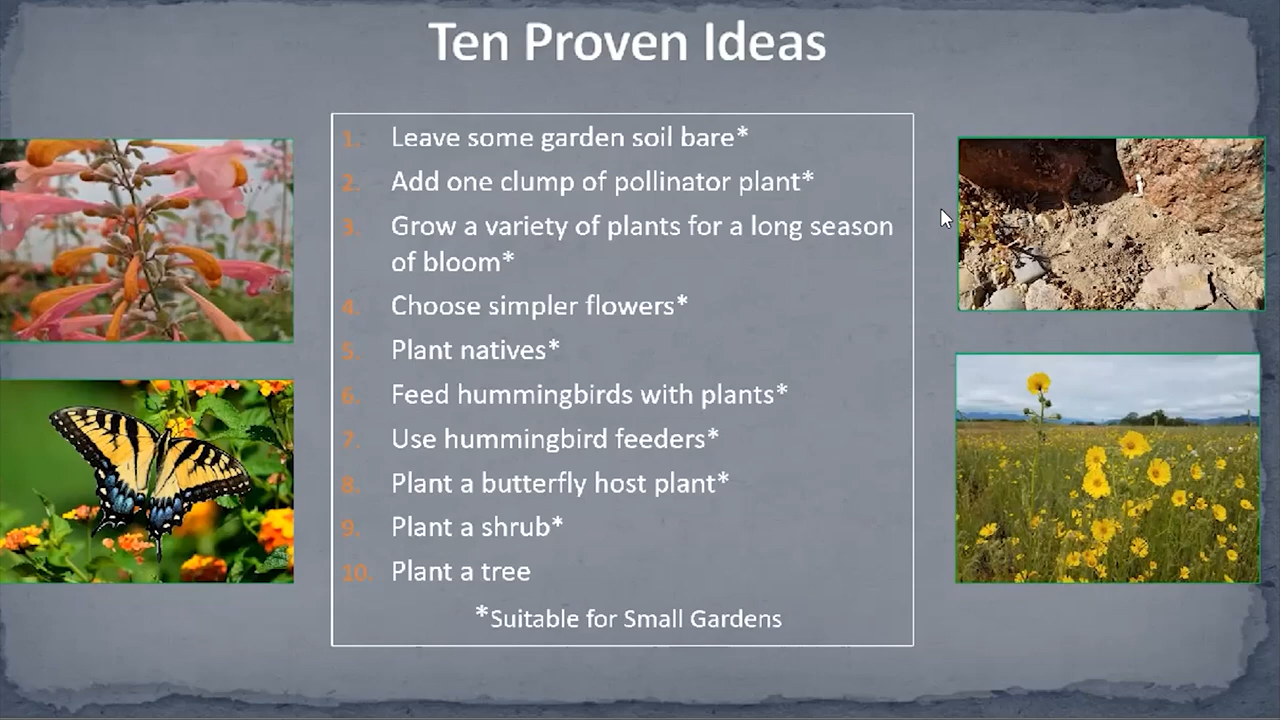 Ten Proven Ideas
1. Leave some garden soil bare*
2. Add one clump of pollinator plant*
3. Grow a variety of plants for a long season
of bloom*
4. Choose simpler flowers*
5. Plant natives*
6. Feed hummingbirds with plants*
7. Use hummingbird feeders*
8. Plant a butterfly host plant*
9. Plant a shrub*
10. Plant a tree
*Suitable for Small Gardens